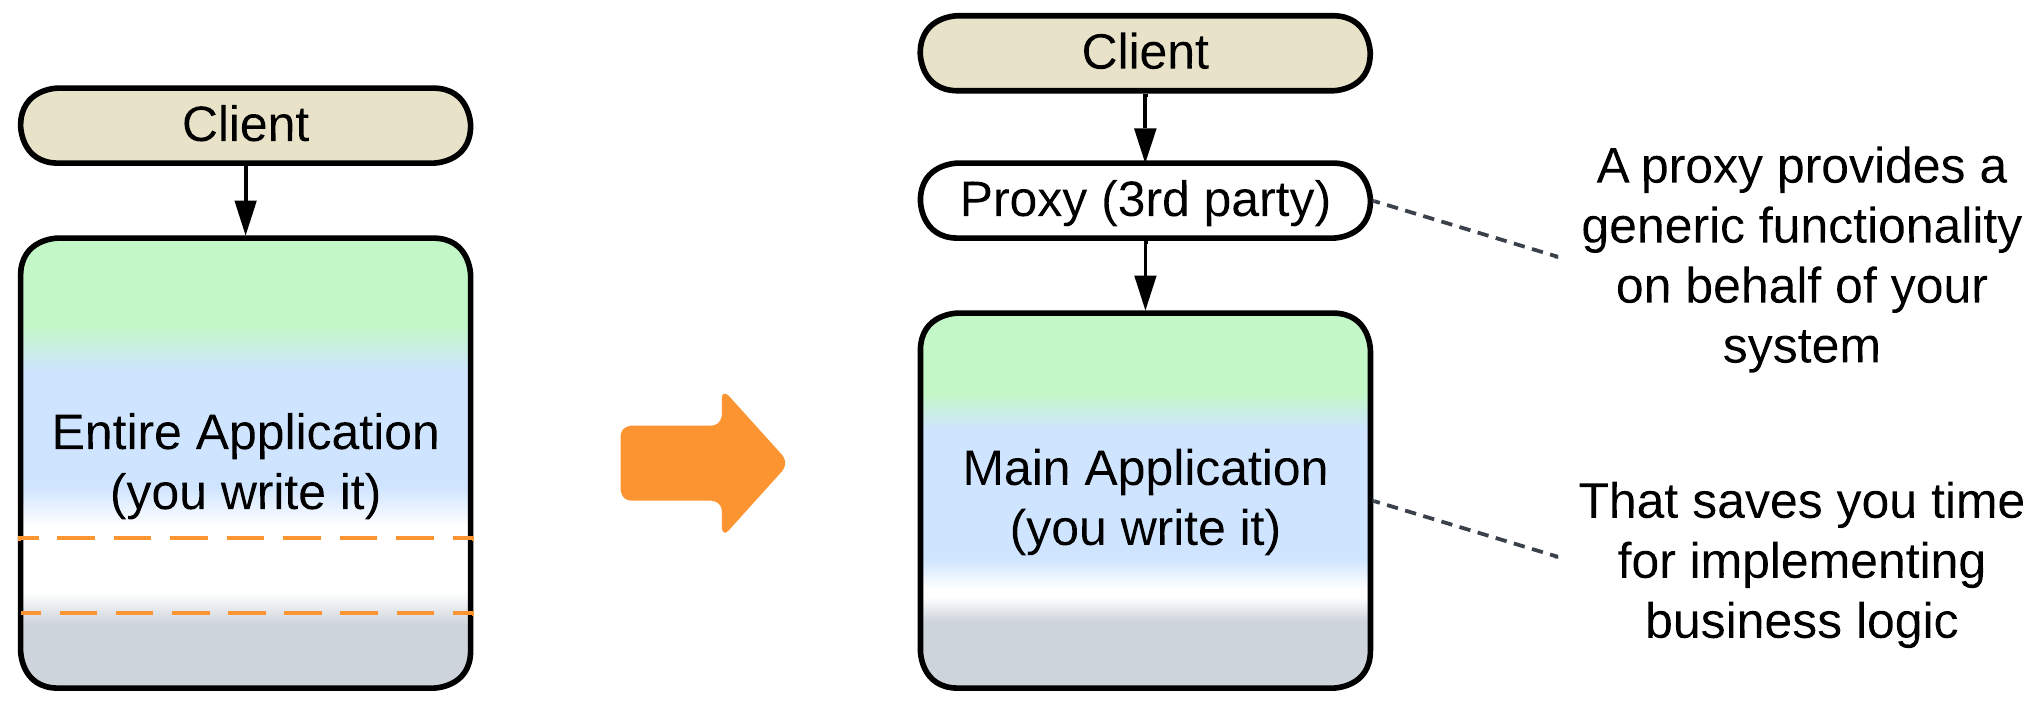 Client
Entire Application
(you write it)
Client
Proxy (3rd party)
Main Application
(you write it)
A proxy provides a
generic functionality
on behalf of your
system
That saves you time
for implementing
business logic